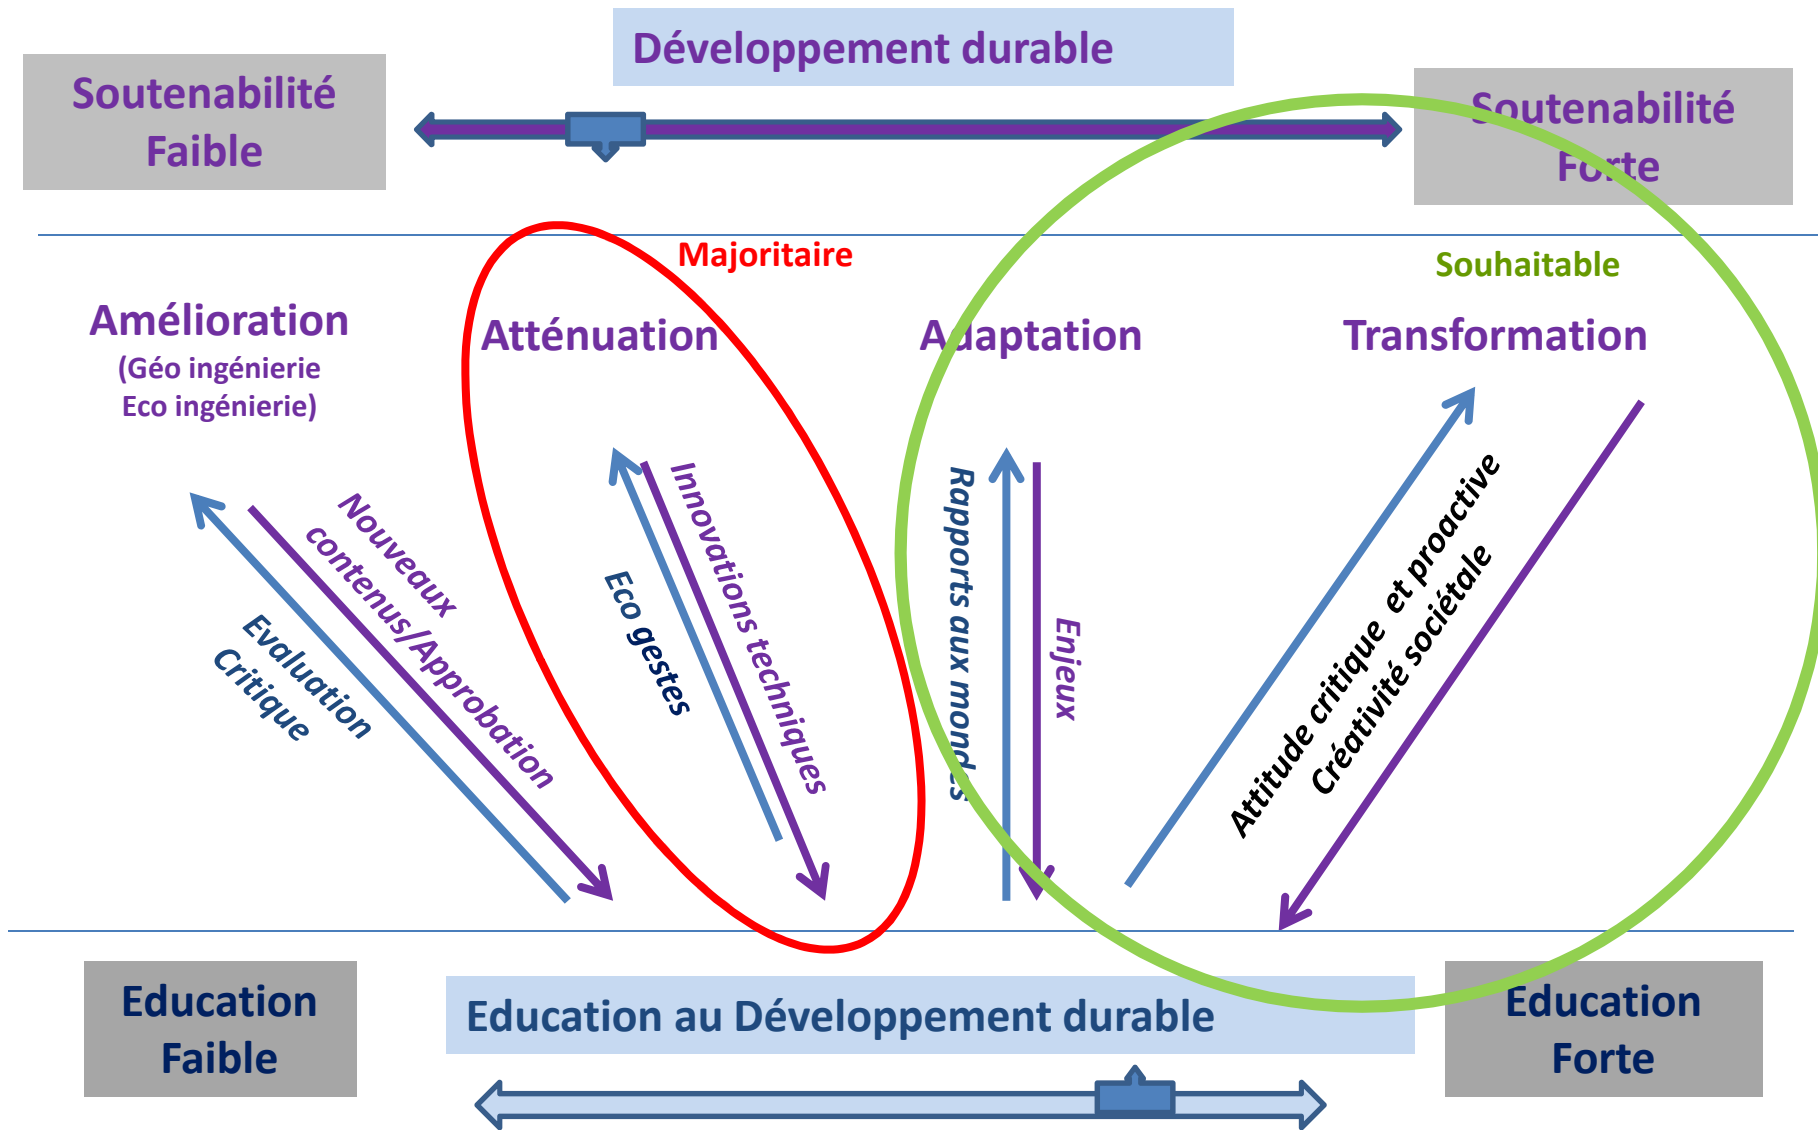 Développement durable
Soutenabilité
Faible
Soutenabilité
Forte
Majoritaire
Souhaitable
Amélioration
(Géo ingénierie
Eco ingénierie)
Atténuation
Adaptation
Transformation
Nouveaux
contenus/Approbation
Evaluation
Critique
Innovations techniques
Eco gestes
Rapports aux mondes
Enjeux
Attitude critique et proactive
Créativité sociétale
Education
Faible
Education au Développement durable
Education
Forte